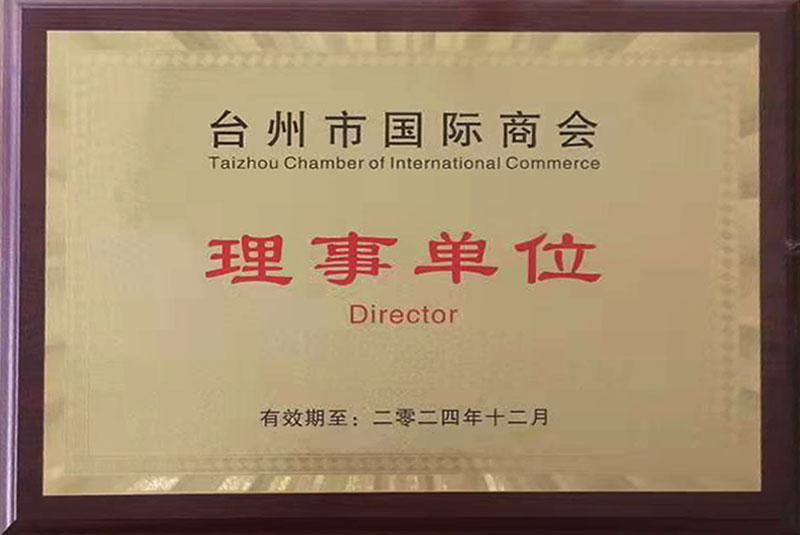 台州市国际商会
Taizhou Chamber of International Commerce
理事单位
Director
有效期至：二零二四年十二月